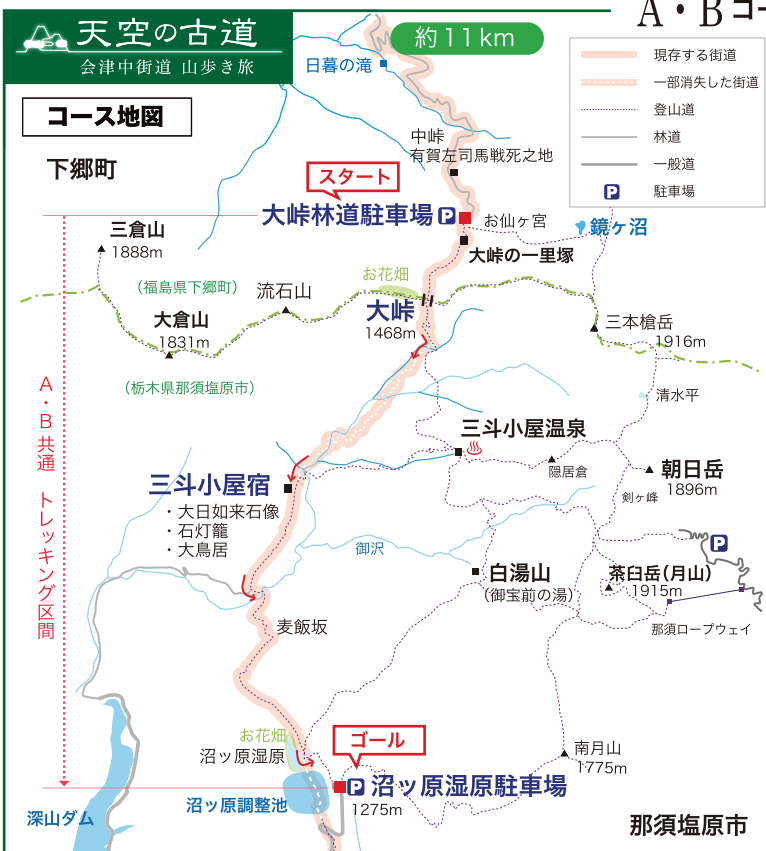 A・Bコー
天空の古道
会津中街道 山歩き旅
約11km
コース地図
現存する街道
一部消失した街道
登山道
林道
一般道
P 駐車場
日暮の滝
中峠
有賀左司馬戦死之地
下郷町
スタート
大峠林道駐車場 P
お仙ヶ宮
鏡ヶ沼
三倉山
1888m
大峠の一里塚
お花畑
(福島県下郷町)
流石山
大倉山
1831m
大峠
1468m
三本槍岳
1916m
(栃木県那須塩原市)
清水平
A・B共通 トレッキング区間
三斗小屋温泉
隠居倉
朝日岳
1896m
剣ヶ峰
三斗小屋宿
・大日如来石像
・石灯籠
・大鳥居
御沢
P
白湯山
(御宝前の湯)
茶臼岳(月山)
1915m
那須ロープウェイ
麦飯坂
お花畑
沼ッ原湿原
ゴール
南月山
1775m
P 沼ッ原湿原駐車場
1275m
沼ッ原調整池
深山ダム
那須塩原市